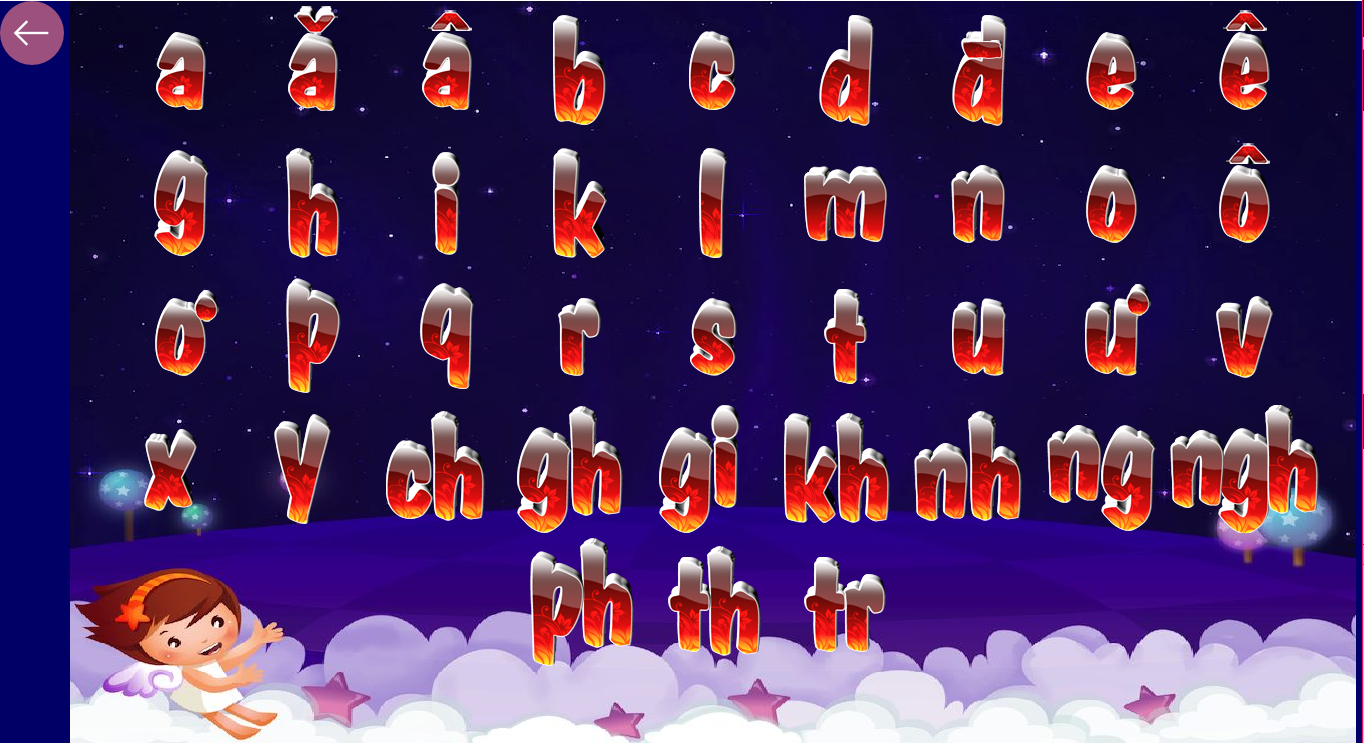 a ă â b c d đ e ê
g h i k l m n o ô
ơ p q r s t u ư v
x y ch gh gi kh nh ng ngh
ph th tr